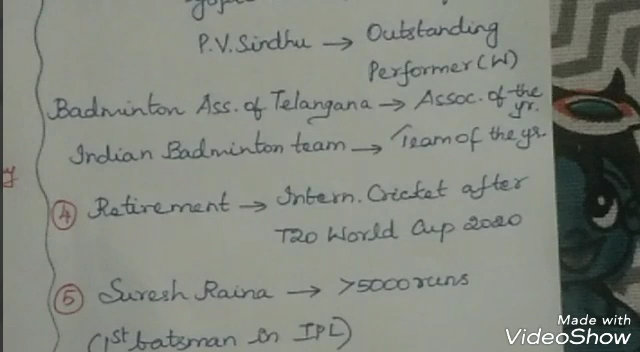 P.V. Sindhu → Outstanding
Performer (W)
Badminton Ass. of Telangana → Assoc. of the
yr.
Indian Badminton team → Team of the yr.
④ Retirement → Intern. Cricket after
T20 World Cup 2020
⑤ Suresh Raina → >5000 runs
(1st batsman in IPL)
Made with
VideoShow